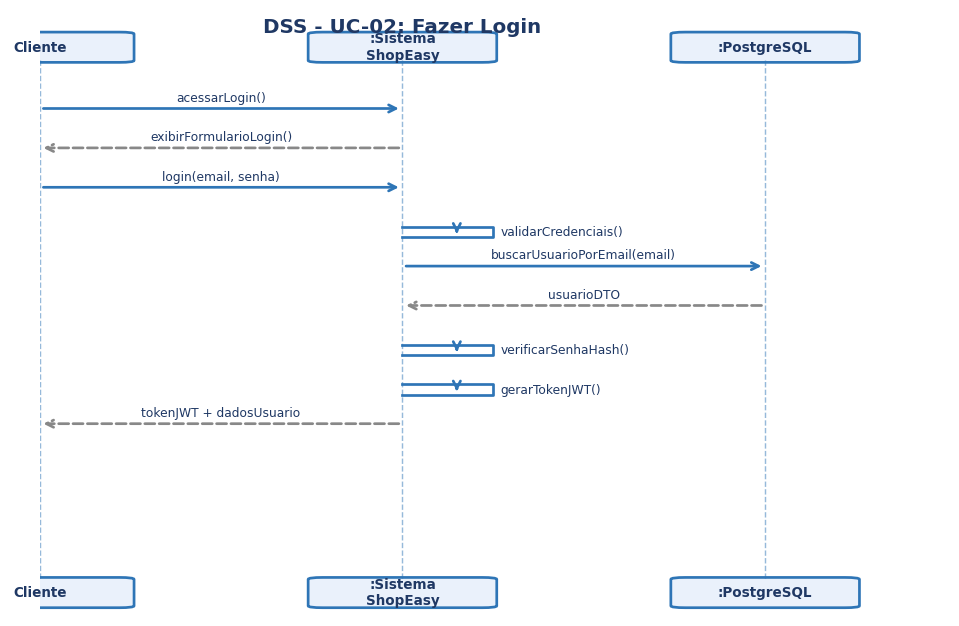 DSS - UC-02: Fazer Login
Cliente
:Sistema
ShopEasy
:PostgreSQL
acessarLogin()
exibirFormularioLogin()
login(email, senha)
validarCredenciais()
buscarUsuarioPorEmail(email)
usuarioDTO
verificarSenhaHash()
gerarTokenJWT()
tokenJWT + dadosUsuario
Cliente
:Sistema
ShopEasy
:PostgreSQL